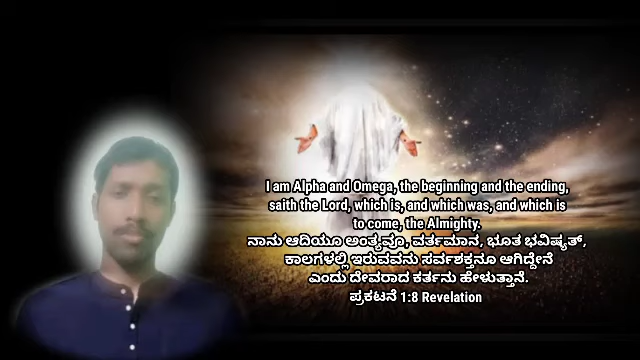 I am Alpha and Omega, the beginning and the ending,
saith the Lord, which is, and which was, and which is
to come, the Almighty.
ನಾನು ಆದಿಯೂ ಅಂತ್ಯವೂ, ವರ್ತಮಾನ, ಭೂತ ಭವಿಷ್ಯತ್,
ಕಾಲಗಳಲ್ಲಿ ಇರುವವನು ಸರ್ವಶಕ್ತನೂ ಆಗಿದ್ದೇನೆ
ಎಂದು ದೇವರಾದ ಕರ್ತನು ಹೇಳುತ್ತಾನೆ.
ಪ್ರಕಟನೆ 1:8 Revelation